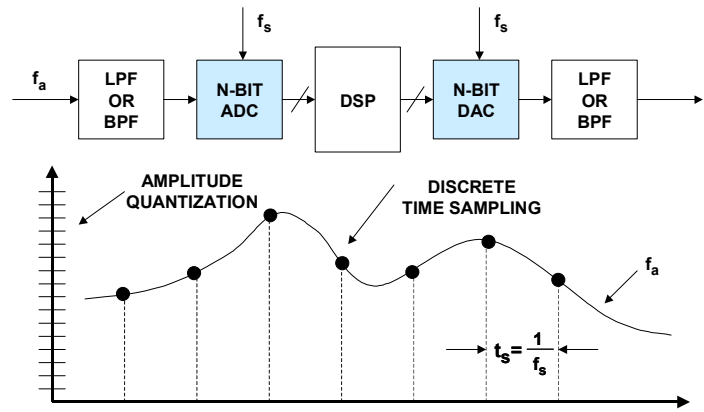 fs
fs
fa
LPF
OR
BPF
N-BIT
ADC
DSP
N-BIT
DAC
LPF
OR
BPF
AMPLITUDE
QUANTIZATION
DISCRETE
TIME SAMPLING
fa
ts= 1
fs